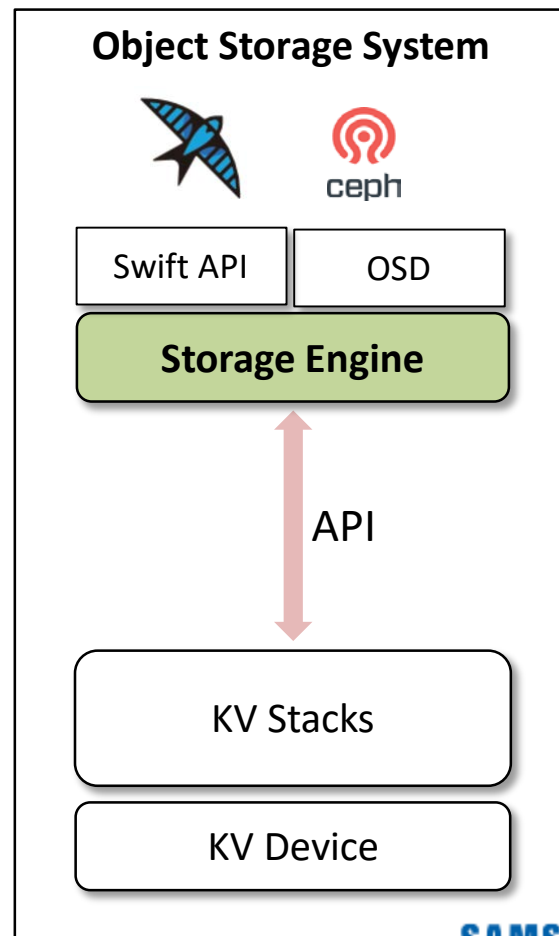 Object Storage System
ceph
Swift API
OSD
Storage Engine
API
KV Stacks
KV Device